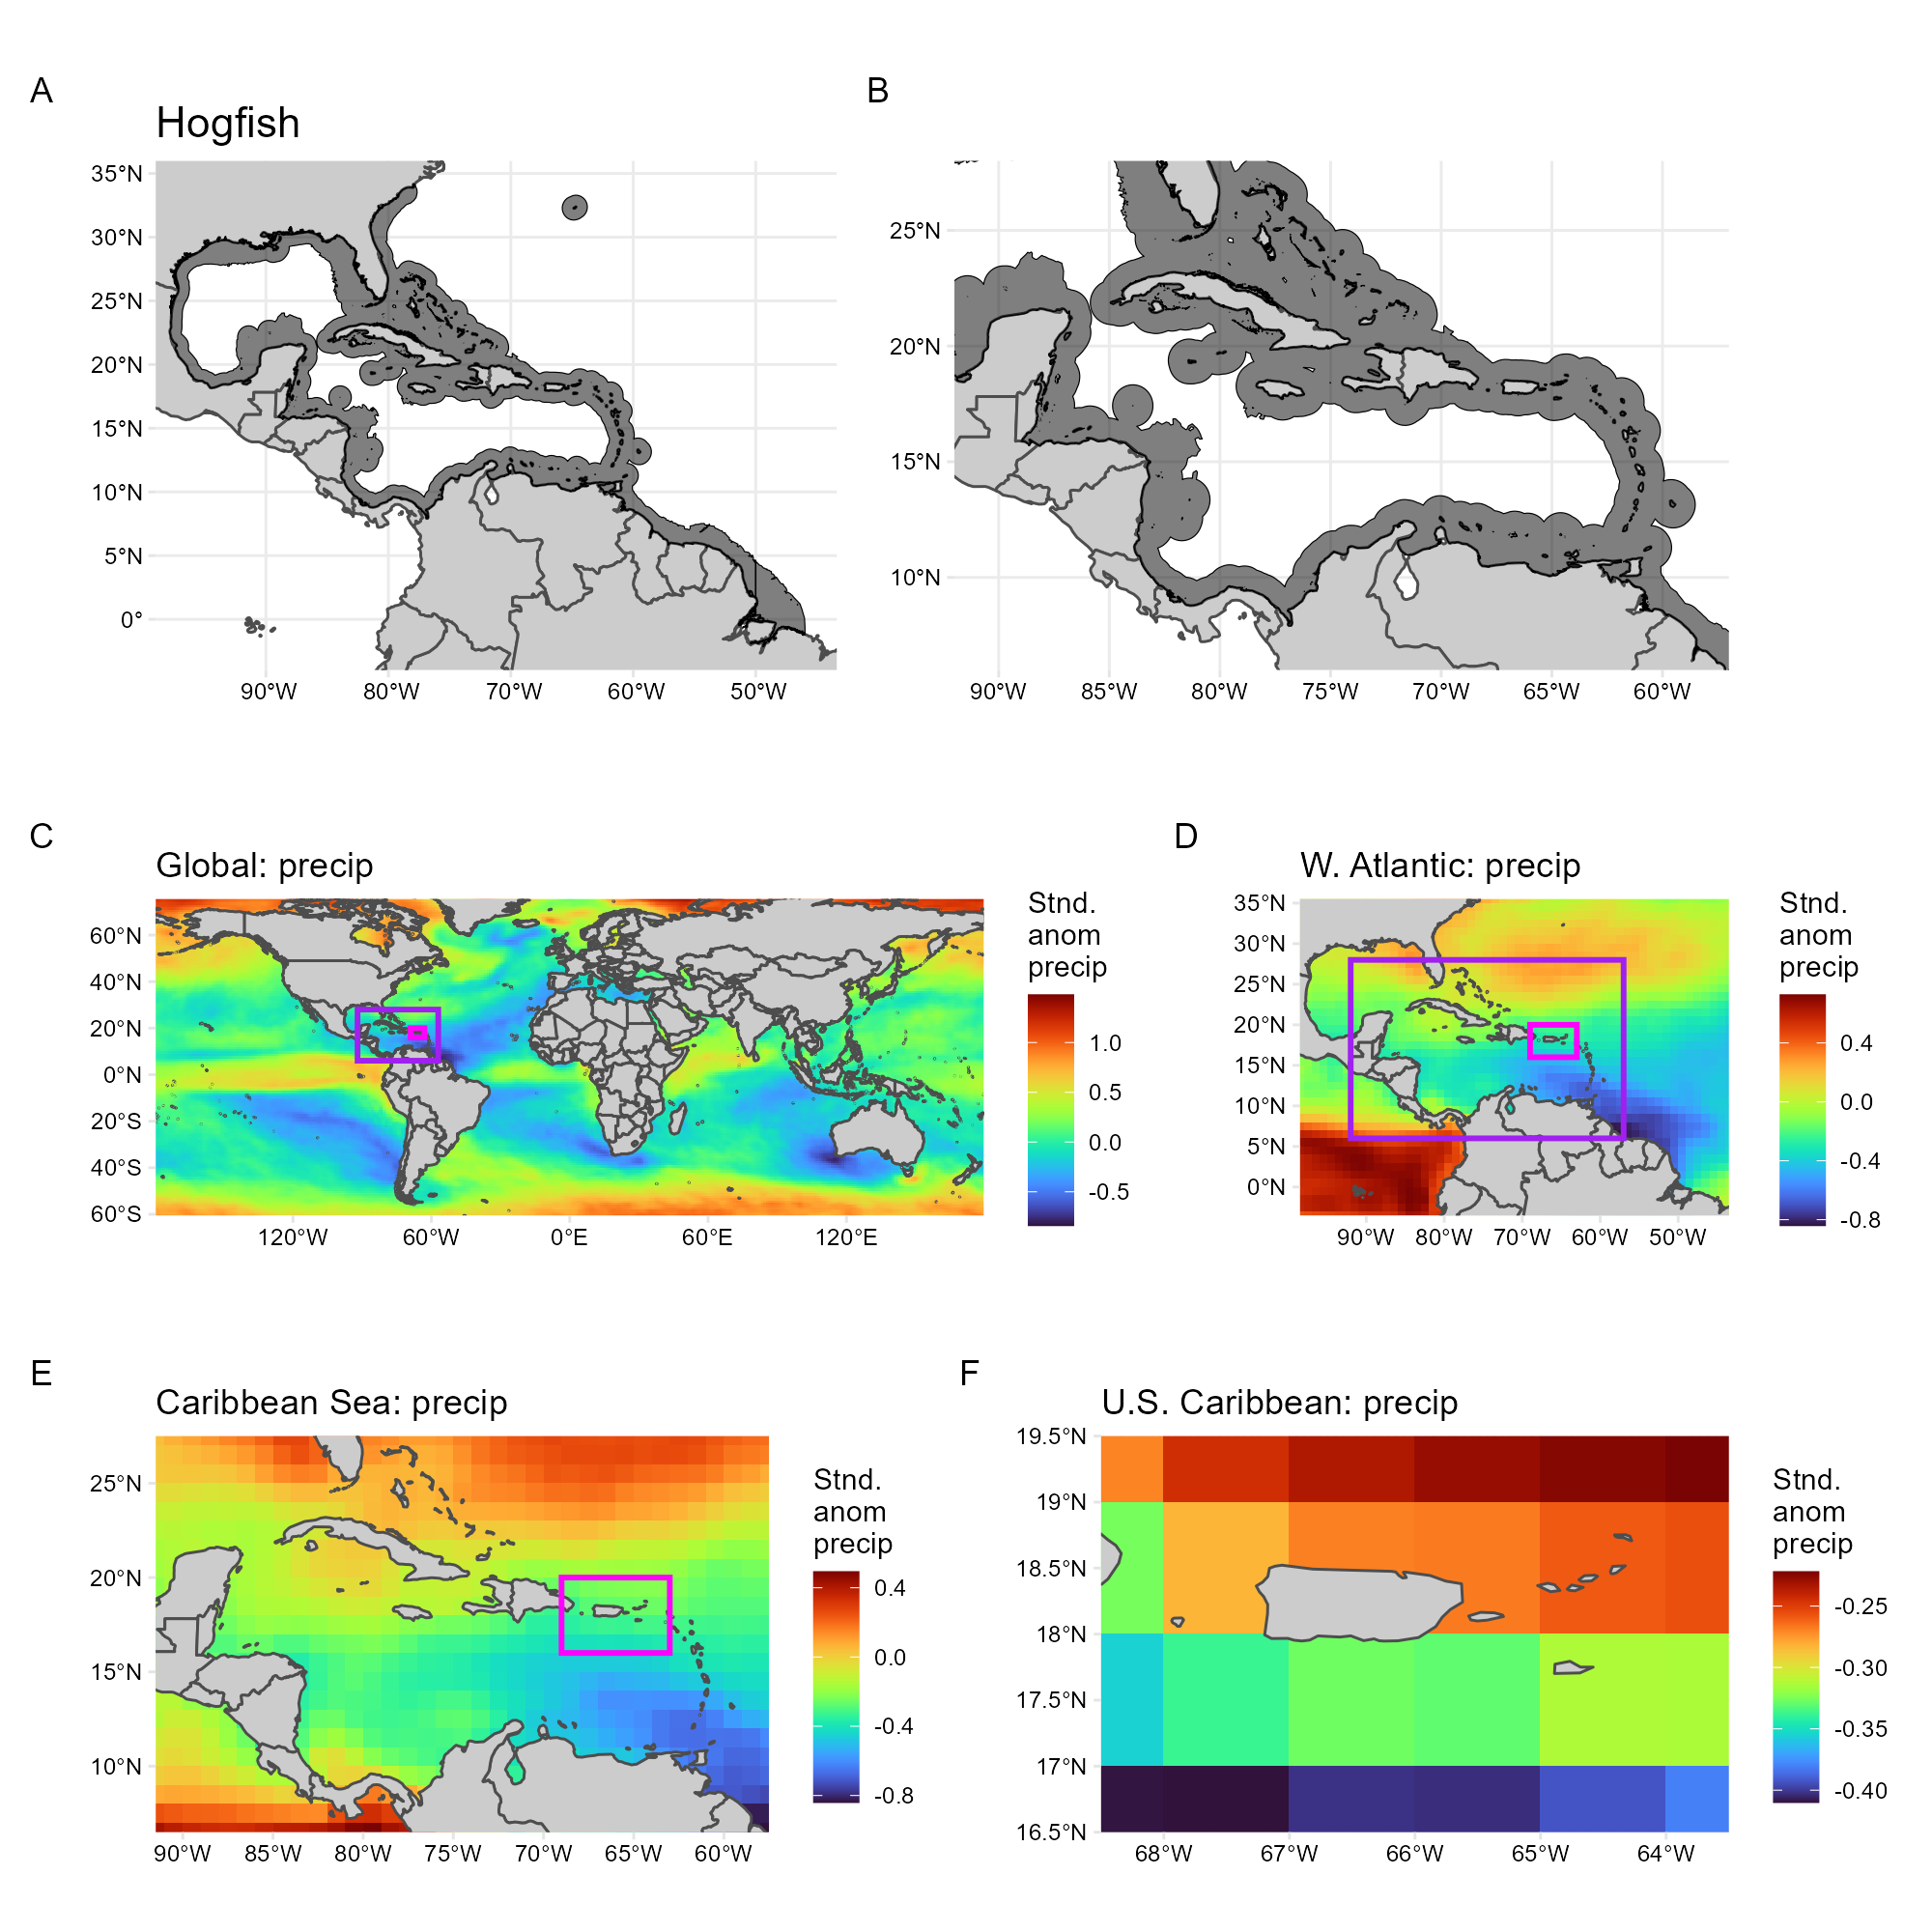 A
B
Hogfish
35°N
30°N
25°N
20°N
15°N
10°N
5°N
0°
90°W
80°W
70°W
60°W
50°W
25°N
20°N
15°N
10°N
90°W
85°W
80°W
75°W
70°W
65°W
60°W
C
Global: precip
60°N
40°N
20°N
0°N
20°S
40°S
60°S
120°W
60°W
0°E
60°E
120°E
Stnd.
anom
precip
1.0
0.5
0.0
-0.5
D
W. Atlantic: precip
35°N
30°N
25°N
20°N
15°N
10°N
5°N
0°N
90°W
80°W
70°W
60°W
50°W
Stnd.
anom
precip
0.4
0.0
-0.4
-0.8
E
Caribbean Sea: precip
25°N
20°N
15°N
10°N
90°W
85°W
80°W
75°W
70°W
65°W
60°W
Stnd.
anom
precip
0.4
0.0
-0.4
-0.8
F
U.S. Caribbean: precip
19.5°N
19°N
18.5°N
18°N
17.5°N
17°N
16.5°N
68°W
67°W
66°W
65°W
64°W
Stnd.
anom
precip
-0.25
-0.30
-0.35
-0.40